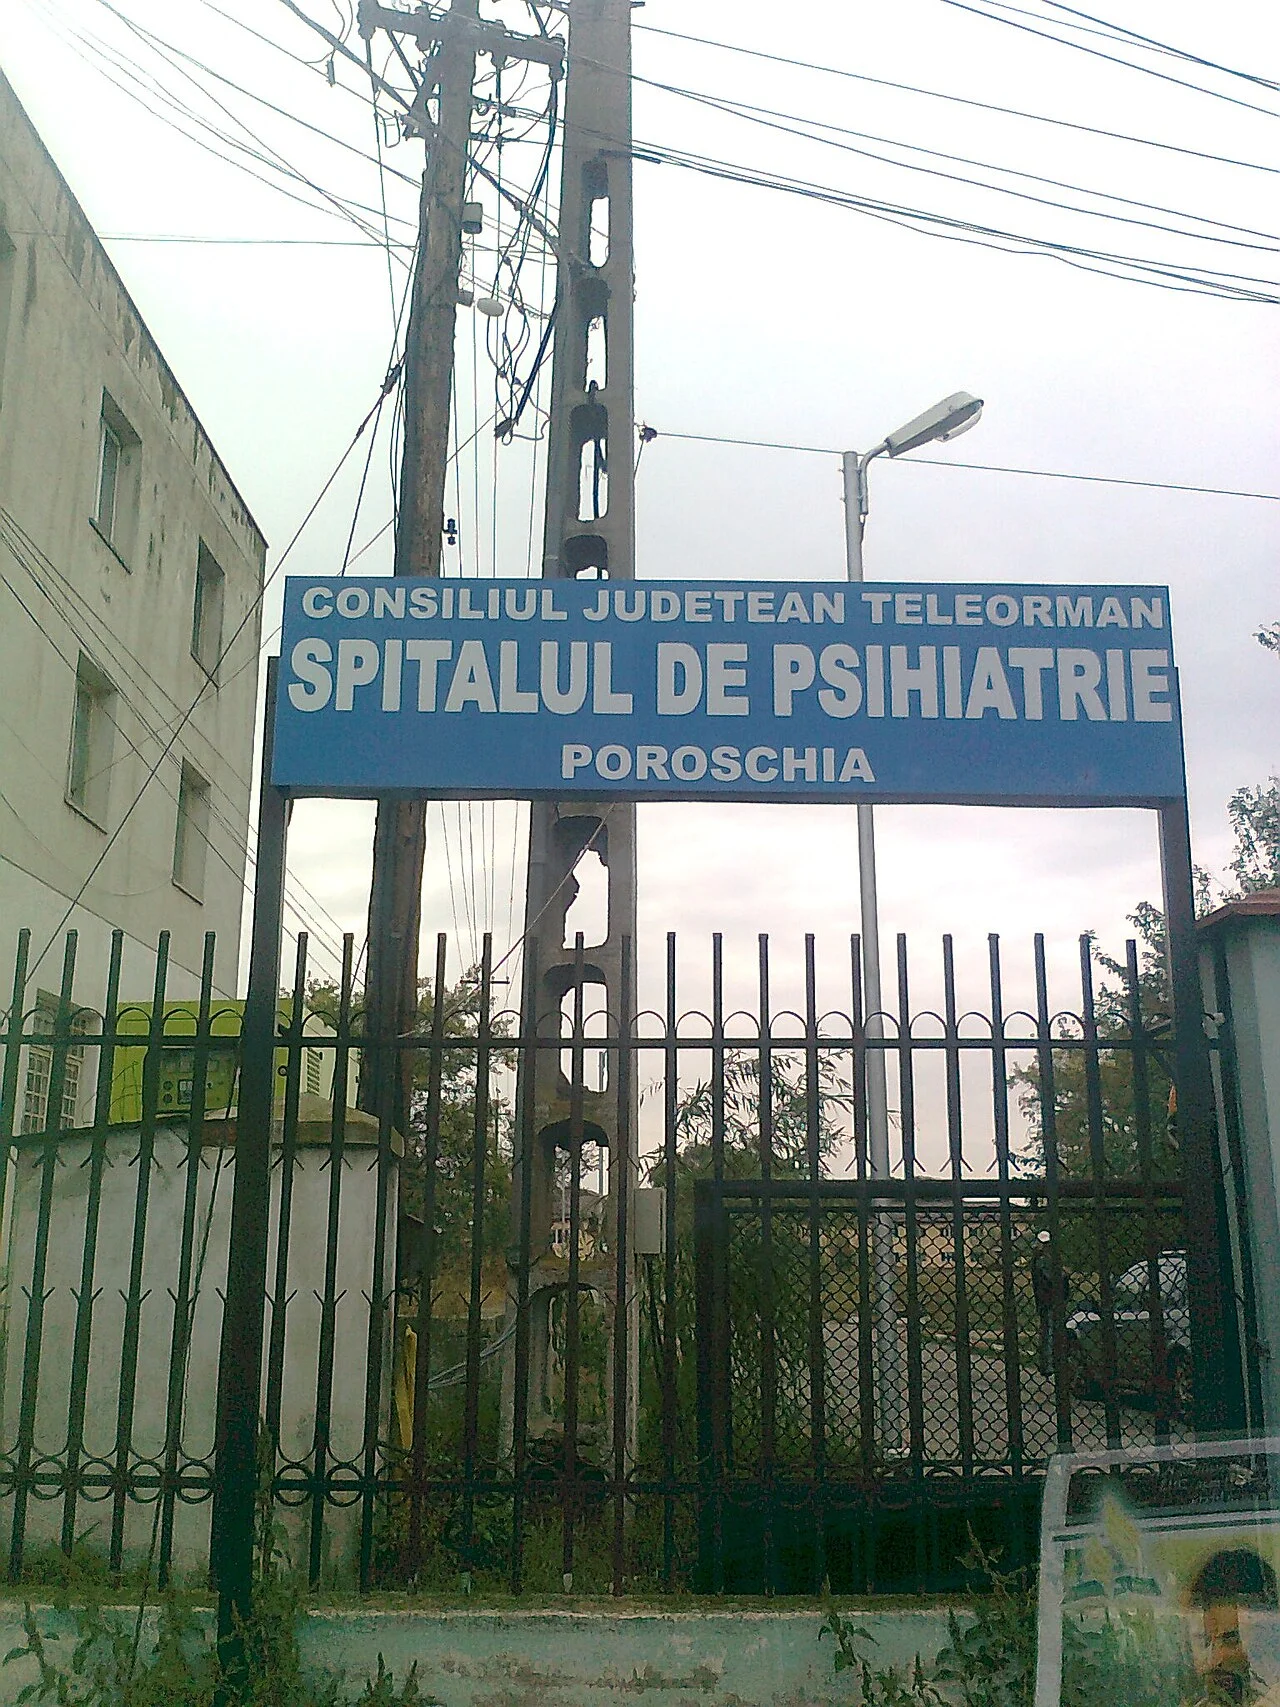 CONSILIUL JUDETEAN TELEORMAN
SPITALUL DE PSIHIATRIE
POROSCHIA